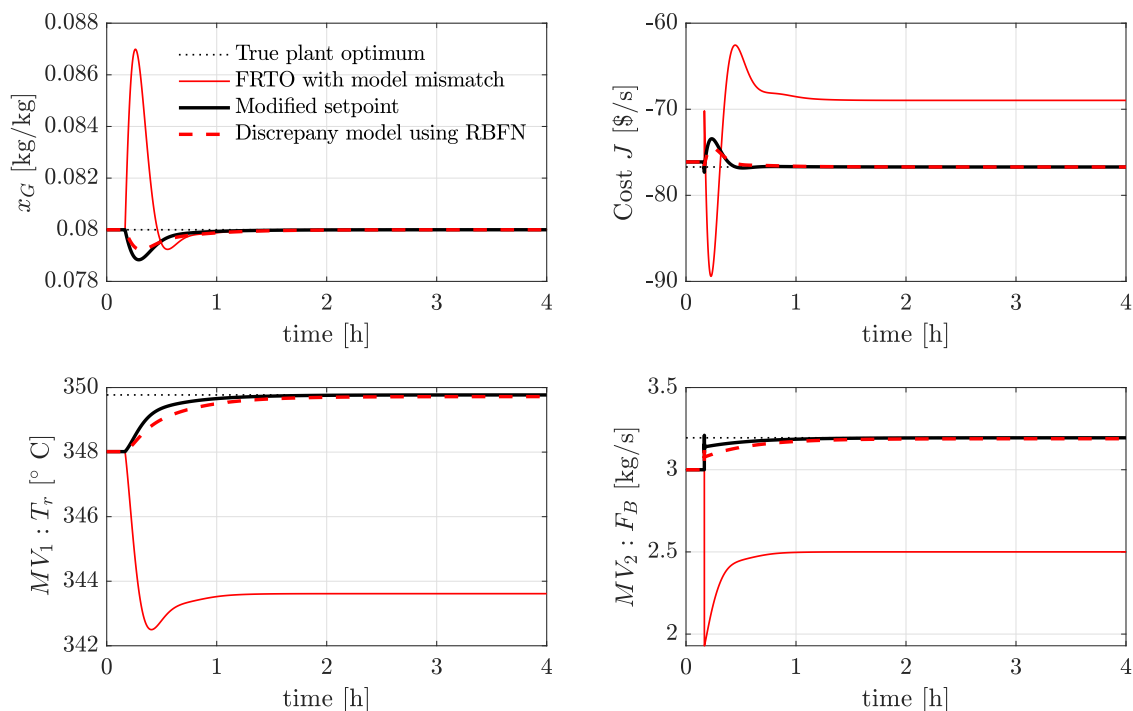 0.088
0.086
0.084
0.082
0.08
0.078
x_G [kg/kg]
True plant optimum
FRTO with model mismatch
Modified setpoint
Discrepany model using RBFN
0 1 2 3 4
time [h]
-60
-70
-80
-90
Cost J [$/s]
0 1 2 3 4
time [h]
350
348
346
344
342
MV_1 : T_r [° C]
0 1 2 3 4
time [h]
3.5
3
2.5
2
MV_2 : F_B [kg/s]
0 1 2 3 4
time [h]